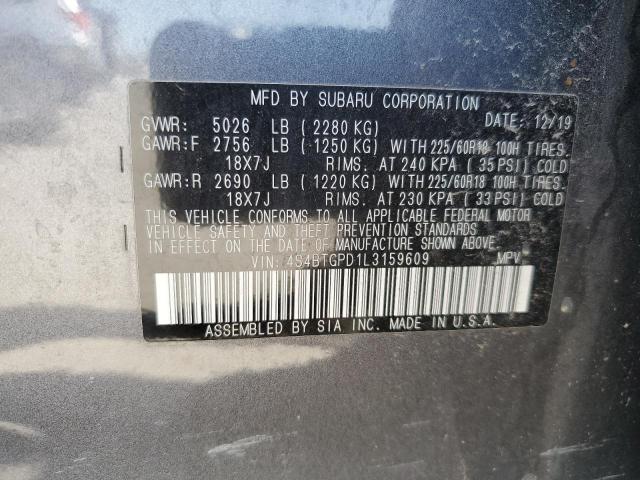 MFD BY SUBARU CORPORATION DATE: 12/19
GVWR: 5026 LB ( 2280 KG)
GAWR:F 2756 LB ( 1250 KG) WITH 225/60R18 100H TIRES.
18X7J RIMS. AT 240 KPA ( 35 PSI) COLD
GAWR:R 2690 LB ( 1220 KG) WITH 225/60R18 100H TIRES.
18X7J RIMS. AT 230 KPA ( 33 PSI) COLD
THIS VEHICLE CONFORMS TO ALL APPLICABLE FEDERAL MOTOR
VEHICLE SAFETY AND THEFT PREVENTION STANDARDS
IN EFFECT ON THE DATE OF MANUFACTURE SHOWN ABOVE.
VIN: 4S4BTGPD1L3159609 MPV
ASSEMBLED BY SIA INC. MADE IN U.S.A.